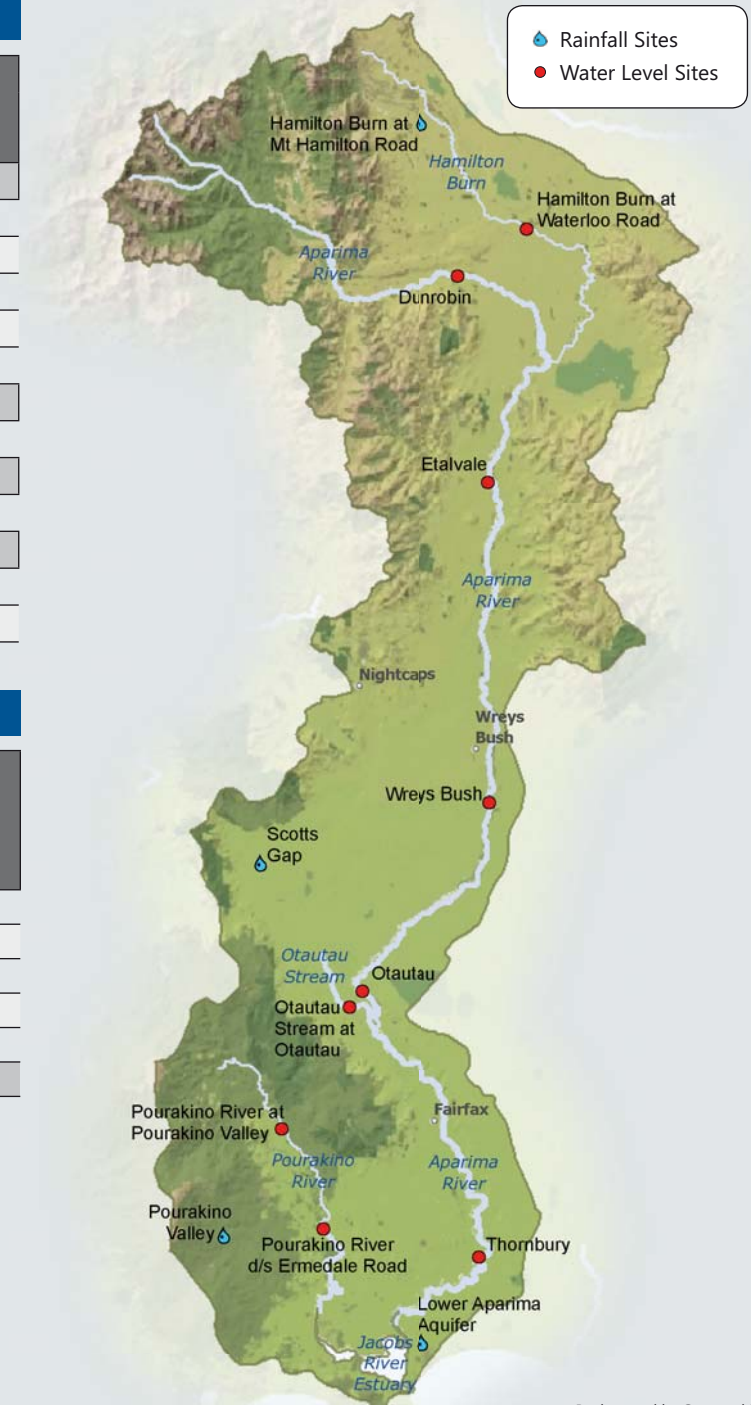 Rainfall Sites
Water Level Sites
Hamilton Burn at
Mt Hamilton Road
Hamilton
Burn
Hamilton Burn at
Waterloo Road
Aparima
River
Dunrobin
Etalvale
Aparima
River
Nightcaps
Wreys
Bush
Wreys Bush
Scotts
Gap
Otautau
Stream
Otautau
Otautau
Stream at
Otautau
Pourakino River at
Pourakino Valley
Fairfax
Pourakino
River
Aparima
River
Pourakino
Valley
Pourakino River
d/s Ermedale Road
Thornbury
Lower Aparima
Aquifer
Jacobs
River
Estuary